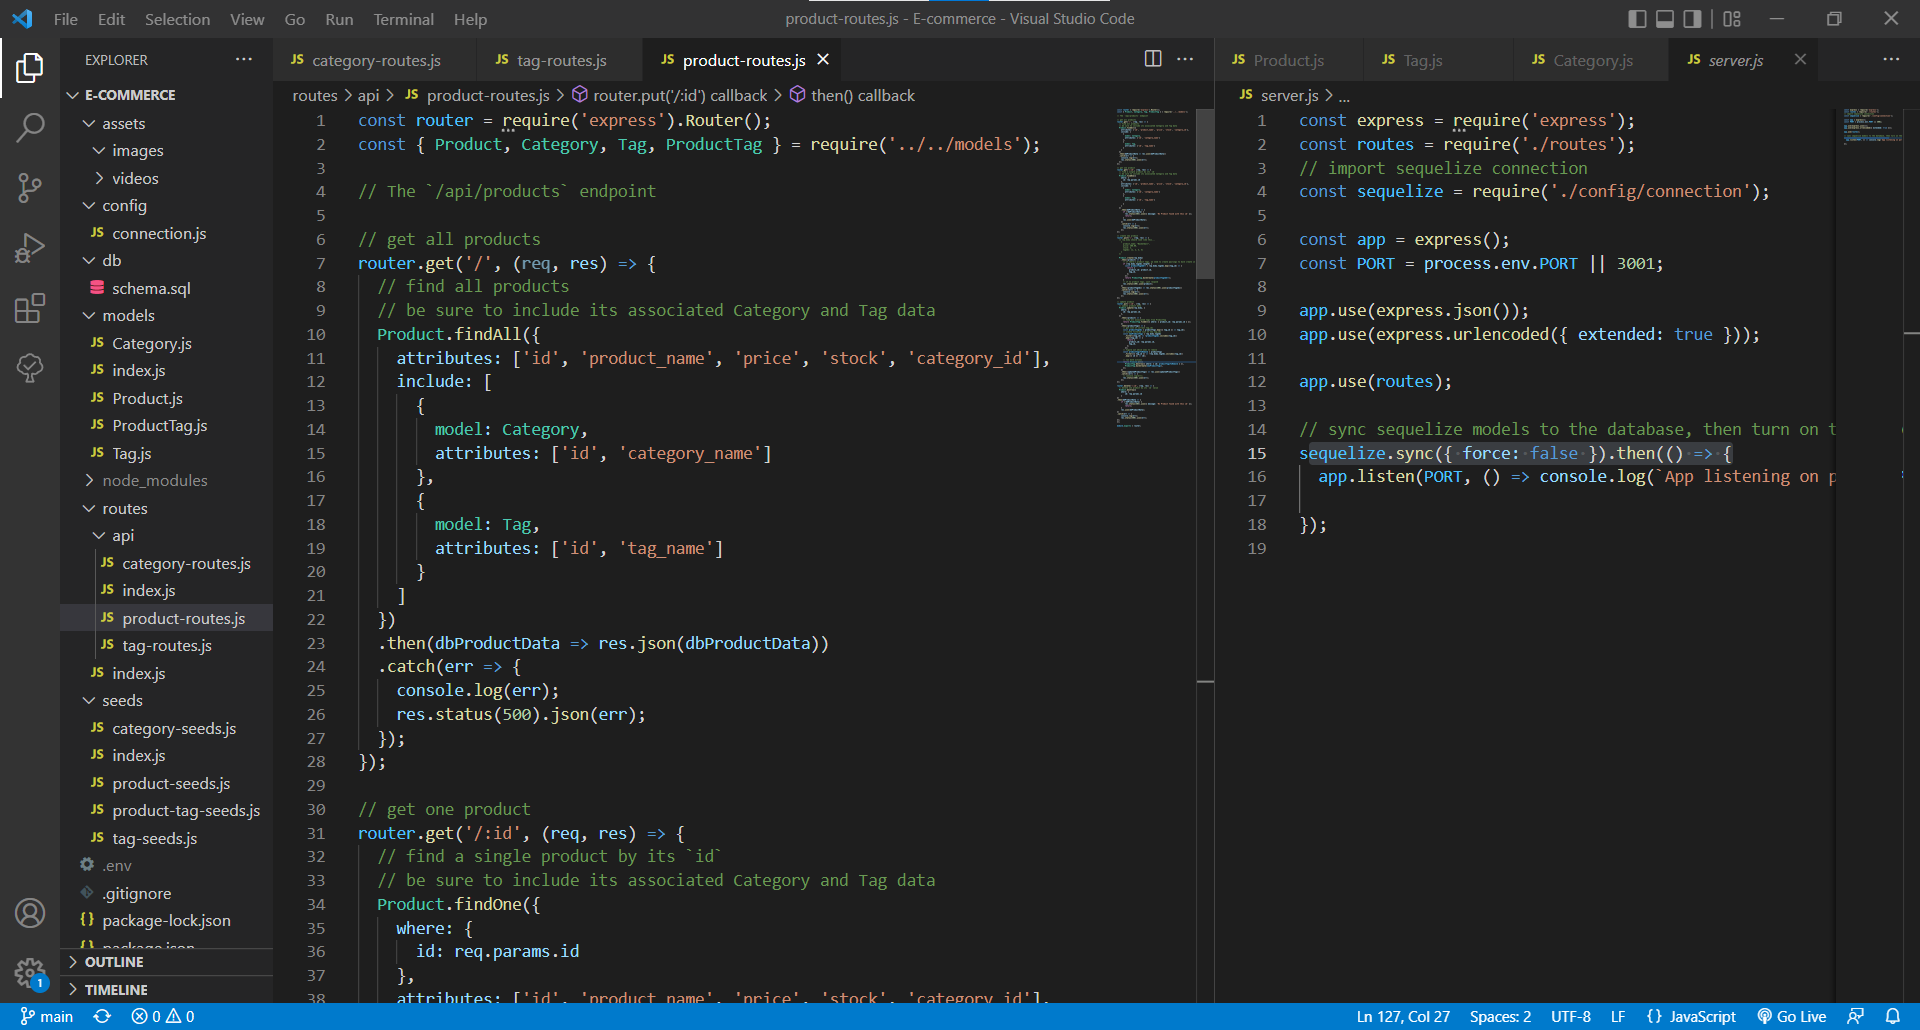 File Edit Selection View Go Run Terminal Help
product-routes.js - E-commerce - Visual Studio Code
EXPLORER
E-COMMERCE
assets
images
videos
config
JS connection.js
db
schema.sql
models
JS Category.js
JS index.js
JS Product.js
JS ProductTag.js
JS Tag.js
node_modules
routes
api
JS category-routes.js
JS index.js
JS product-routes.js
JS tag-routes.js
JS index.js
seeds
JS category-seeds.js
JS index.js
JS product-seeds.js
JS product-tag-seeds.js
JS tag-seeds.js
.env
.gitignore
{} package-lock.json
{} package.json
OUTLINE
TIMELINE
1
JS category-routes.js JS tag-routes.js JS product-routes.js
routes > api > JS product-routes.js > router.put('/:id') callback > then() callback
1 const router = require('express').Router();
2 const { Product, Category, Tag, ProductTag } = require('../../models');
3
4 // The `/api/products` endpoint
5
6 // get all products
7 router.get('/', (req, res) => {
8 // find all products
9 // be sure to include its associated Category and Tag data
10 Product.findAll({
11 attributes: ['id', 'product_name', 'price', 'stock', 'category_id'],
12 include: [
13 {
14 model: Category,
15 attributes: ['id', 'category_name']
16 },
17 {
18 model: Tag,
19 attributes: ['id', 'tag_name']
20 }
21 ]
22 })
23 .then(dbProductData => res.json(dbProductData))
24 .catch(err => {
25 console.log(err);
26 res.status(500).json(err);
27 });
28 });
29
30 // get one product
31 router.get('/:id', (req, res) => {
32 // find a single product by its `id`
33 // be sure to include its associated Category and Tag data
34 Product.findOne({
35 where: {
36 id: req.params.id
37 },
38 attributes: ['id', 'product_name', 'price', 'stock', 'category_id'],
JS Product.js JS Tag.js JS Category.js JS server.js
JS server.js > ...
1 const express = require('express');
2 const routes = require('./routes');
3 // import sequelize connection
4 const sequelize = require('./config/connection');
5
6 const app = express();
7 const PORT = process.env.PORT || 3001;
8
9 app.use(express.json());
10 app.use(express.urlencoded({ extended: true }));
11
12 app.use(routes);
13
14 // sync sequelize models to the database, then turn on t
15 sequelize.sync({ force: false }).then(() => {
16 app.listen(PORT, () => console.log(`App listening on p
17
18 });
19
main 0 0 Ln 127, Col 27 Spaces: 2 UTF-8 LF {} JavaScript Go Live